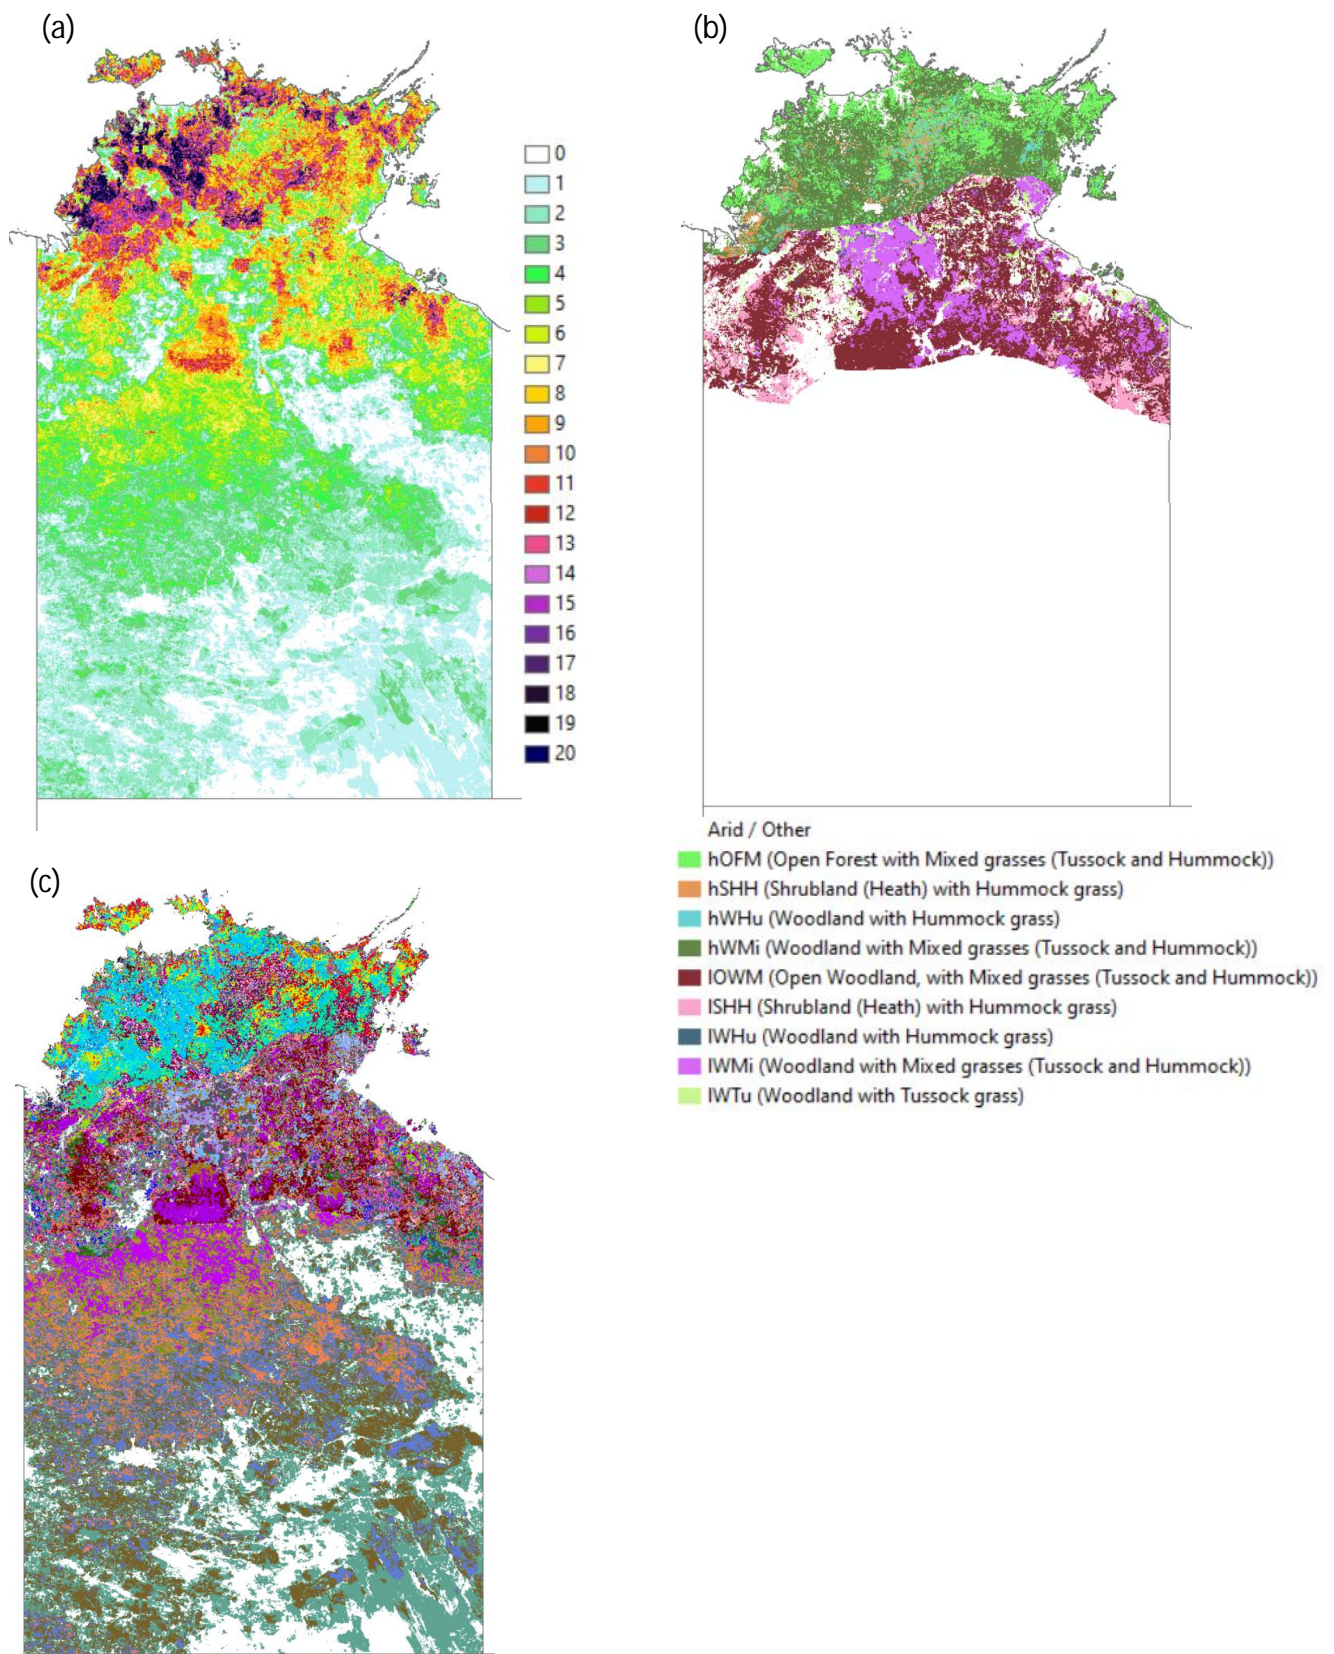 (a)
0
1
2
3
4
5
6
7
8
9
10
11
12
13
14
15
16
17
18
19
20
(b)
Arid / Other
hOFM (Open Forest with Mixed grasses (Tussock and Hummock))
hSHH (Shrubland (Heath) with Hummock grass)
hWHu (Woodland with Hummock grass)
hWMi (Woodland with Mixed grasses (Tussock and Hummock))
lOWM (Open Woodland, with Mixed grasses (Tussock and Hummock))
lSHH (Shrubland (Heath) with Hummock grass)
lWHu (Woodland with Hummock grass)
lWMi (Woodland with Mixed grasses (Tussock and Hummock))
lWTu (Woodland with Tussock grass)
(c)